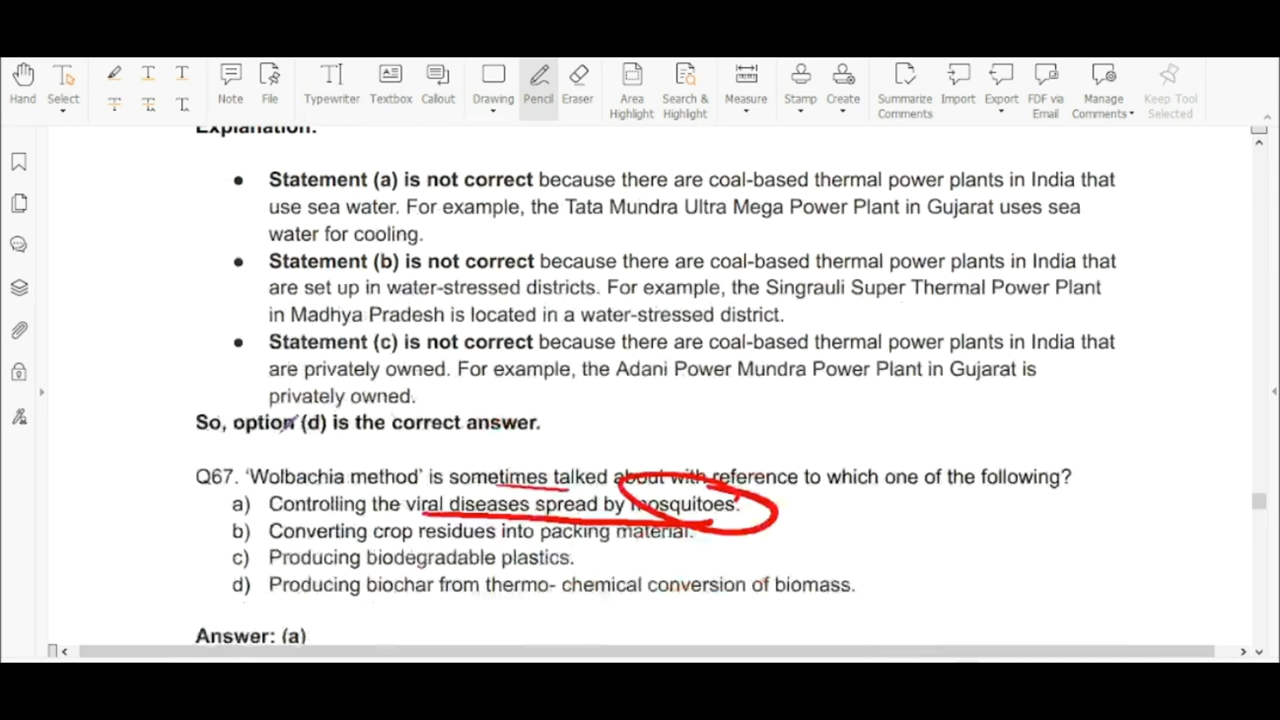 Hand
Select
Note
File
Typewriter
Textbox
Callout
Drawing
Pencil
Eraser
Area
Highlight
Search &
Highlight
Measure
Stamp
Create
Summarize
Comments
Import
Export
FDF via
Email
Manage
Comments
Keep Tool
Selected
Explanation:
• Statement (a) is not correct because there are coal-based thermal power plants in India that
use sea water. For example, the Tata Mundra Ultra Mega Power Plant in Gujarat uses sea
water for cooling.
• Statement (b) is not correct because there are coal-based thermal power plants in India that
are set up in water-stressed districts. For example, the Singrauli Super Thermal Power Plant
in Madhya Pradesh is located in a water-stressed district.
• Statement (c) is not correct because there are coal-based thermal power plants in India that
are privately owned. For example, the Adani Power Mundra Power Plant in Gujarat is
privately owned.
So, option (d) is the correct answer.
Q67. ‘Wolbachia method’ is sometimes talked about with reference to which one of the following?
a) Controlling the viral diseases spread by mosquitoes.
b) Converting crop residues into packing material.
c) Producing biodegradable plastics.
d) Producing biochar from thermo- chemical conversion of biomass.
Answer: (a)